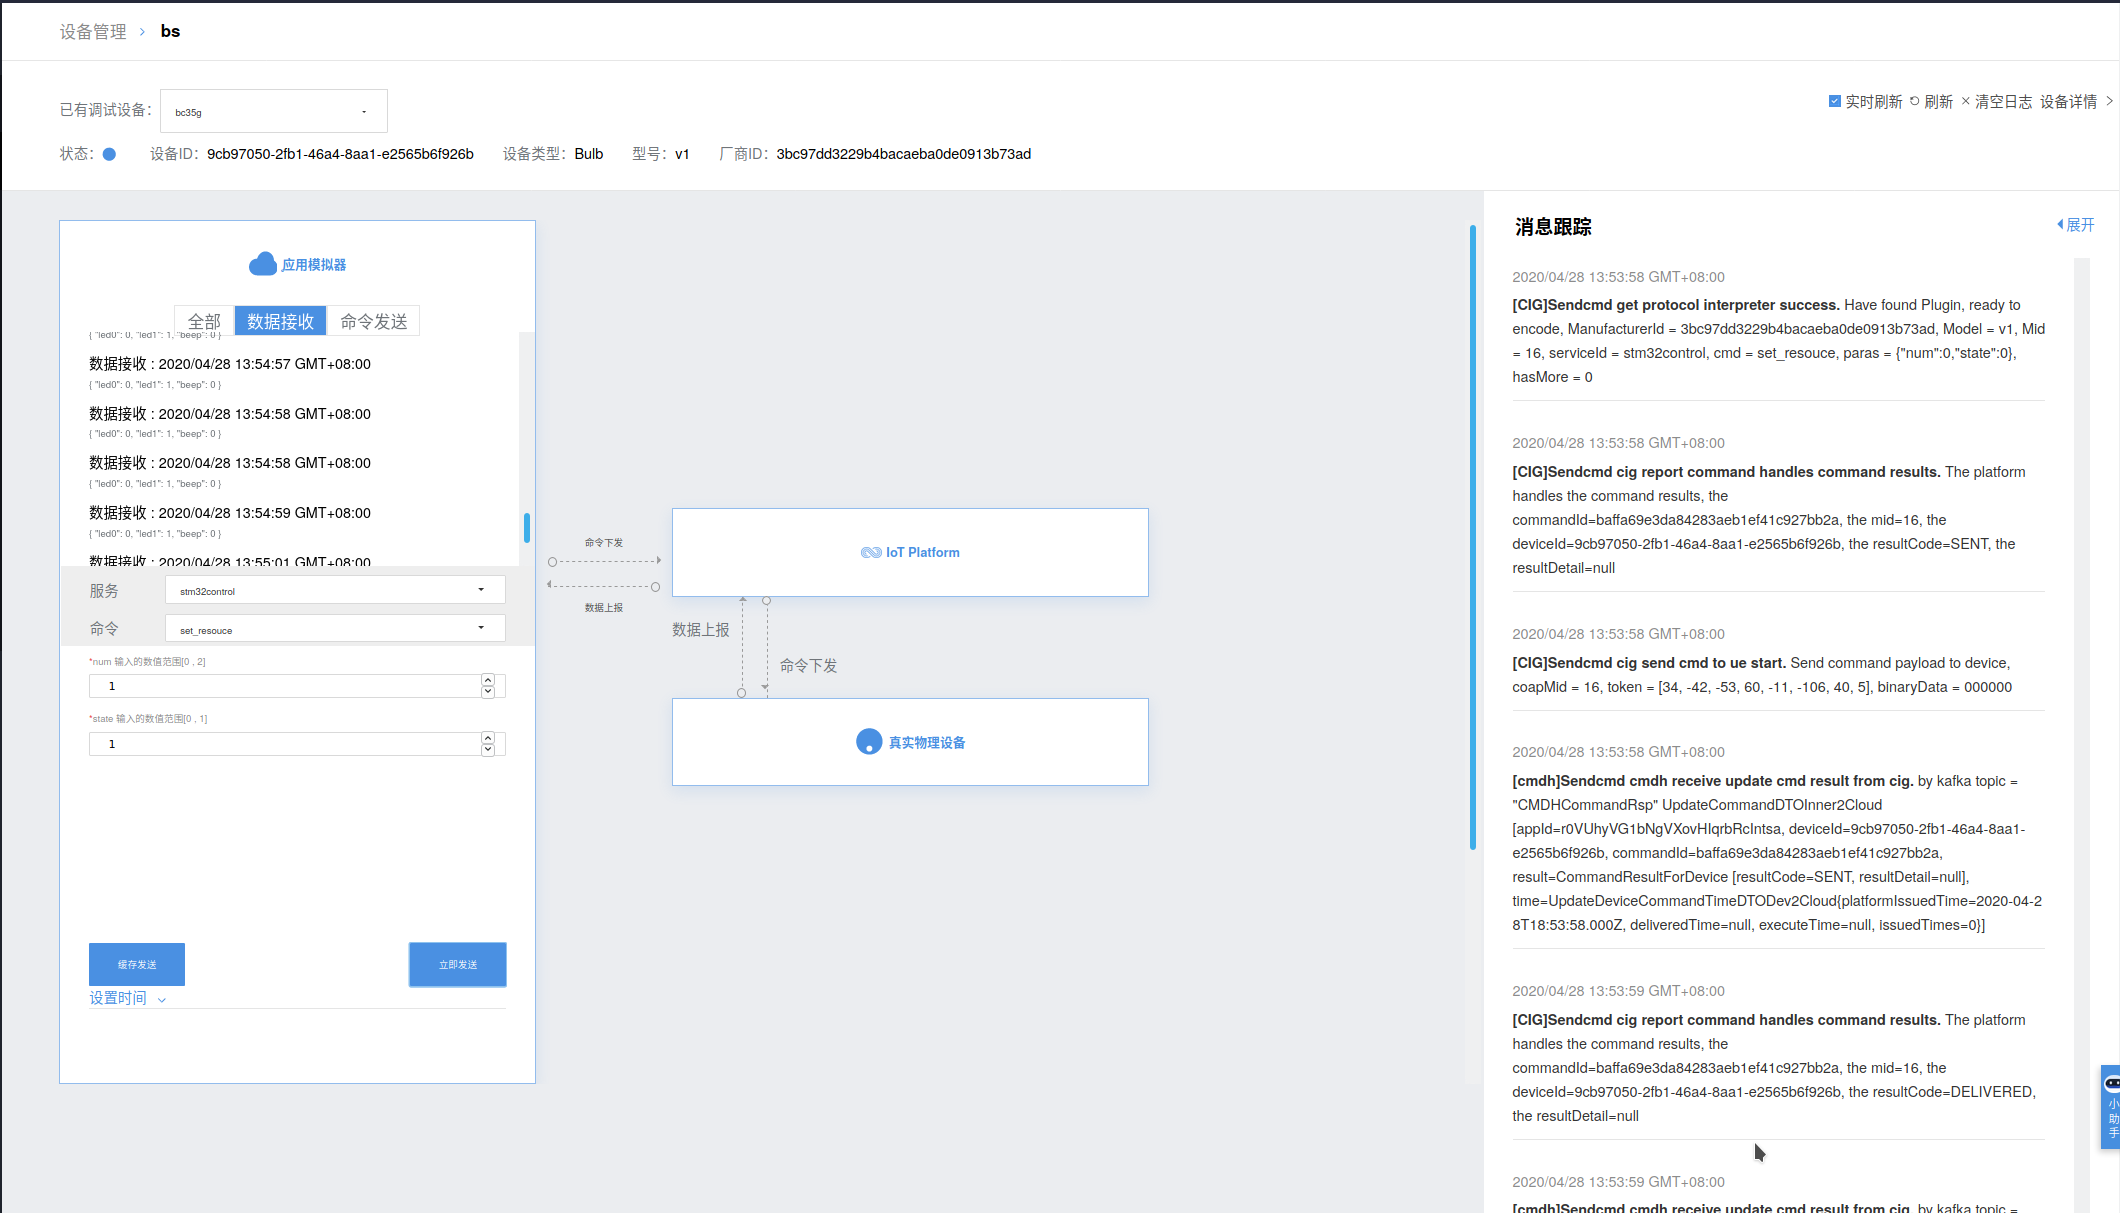 设备管理 > bs
已有调试设备： bc35g
实时刷新 刷新 × 清空日志 设备详情 >
状态： 设备ID：9cb97050-2fb1-46a4-8aa1-e2565b6f926b 设备类型：Bulb 型号：v1 厂商ID：3bc97dd3229b4bacaeba0de0913b73ad
应用模拟器
全部 数据接收 命令发送
{ "led0": 0, "led1": 1, "beep": 0 }
数据接收 : 2020/04/28 13:54:57 GMT+08:00
{ "led0": 0, "led1": 1, "beep": 0 }
数据接收 : 2020/04/28 13:54:58 GMT+08:00
{ "led0": 0, "led1": 1, "beep": 0 }
数据接收 : 2020/04/28 13:54:58 GMT+08:00
{ "led0": 0, "led1": 1, "beep": 0 }
数据接收 : 2020/04/28 13:54:59 GMT+08:00
{ "led0": 0, "led1": 1, "beep": 0 }
数据接收 : 2020/04/28 13:55:01 GMT+08:00
服务 stm32control
命令 set_resouce
*num 输入的数值范围[0 , 2]
1
*state 输入的数值范围[0 , 1]
1
缓存发送 立即发送
设置时间
命令下发
数据上报
IoT Platform
数据上报
命令下发
真实物理设备
消息跟踪 展开
2020/04/28 13:53:58 GMT+08:00
[CIG]Sendcmd get protocol interpreter success. Have found Plugin, ready to
encode, ManufacturerId = 3bc97dd3229b4bacaeba0de0913b73ad, Model = v1, Mid
= 16, serviceId = stm32control, cmd = set_resouce, paras = {"num":0,"state":0},
hasMore = 0
2020/04/28 13:53:58 GMT+08:00
[CIG]Sendcmd cig report command handles command results. The platform
handles the command results, the
commandId=baffa69e3da84283aeb1ef41c927bb2a, the mid=16, the
deviceId=9cb97050-2fb1-46a4-8aa1-e2565b6f926b, the resultCode=SENT, the
resultDetail=null
2020/04/28 13:53:58 GMT+08:00
[CIG]Sendcmd cig send cmd to ue start. Send command payload to device,
coapMid = 16, token = [34, -42, -53, 60, -11, -106, 40, 5], binaryData = 000000
2020/04/28 13:53:58 GMT+08:00
[cmdh]Sendcmd cmdh receive update cmd result from cig. by kafka topic =
"CMDHCommandRsp" UpdateCommandDTOInner2Cloud
[appId=r0VUhyVG1bNgVXovHIqrbRcIntsa, deviceId=9cb97050-2fb1-46a4-8aa1-
e2565b6f926b, commandId=baffa69e3da84283aeb1ef41c927bb2a,
result=CommandResultForDevice [resultCode=SENT, resultDetail=null],
time=UpdateDeviceCommandTimeDTODev2Cloud{platformIssuedTime=2020-04-2
8T18:53:58.000Z, deliveredTime=null, executeTime=null, issuedTimes=0}]
2020/04/28 13:53:59 GMT+08:00
[CIG]Sendcmd cig report command handles command results. The platform
handles the command results, the
commandId=baffa69e3da84283aeb1ef41c927bb2a, the mid=16, the
deviceId=9cb97050-2fb1-46a4-8aa1-e2565b6f926b, the resultCode=DELIVERED,
the resultDetail=null
2020/04/28 13:53:59 GMT+08:00
[cmdh]Sendcmd cmdh receive update cmd result from cig. by kafka topic =
小
助
手